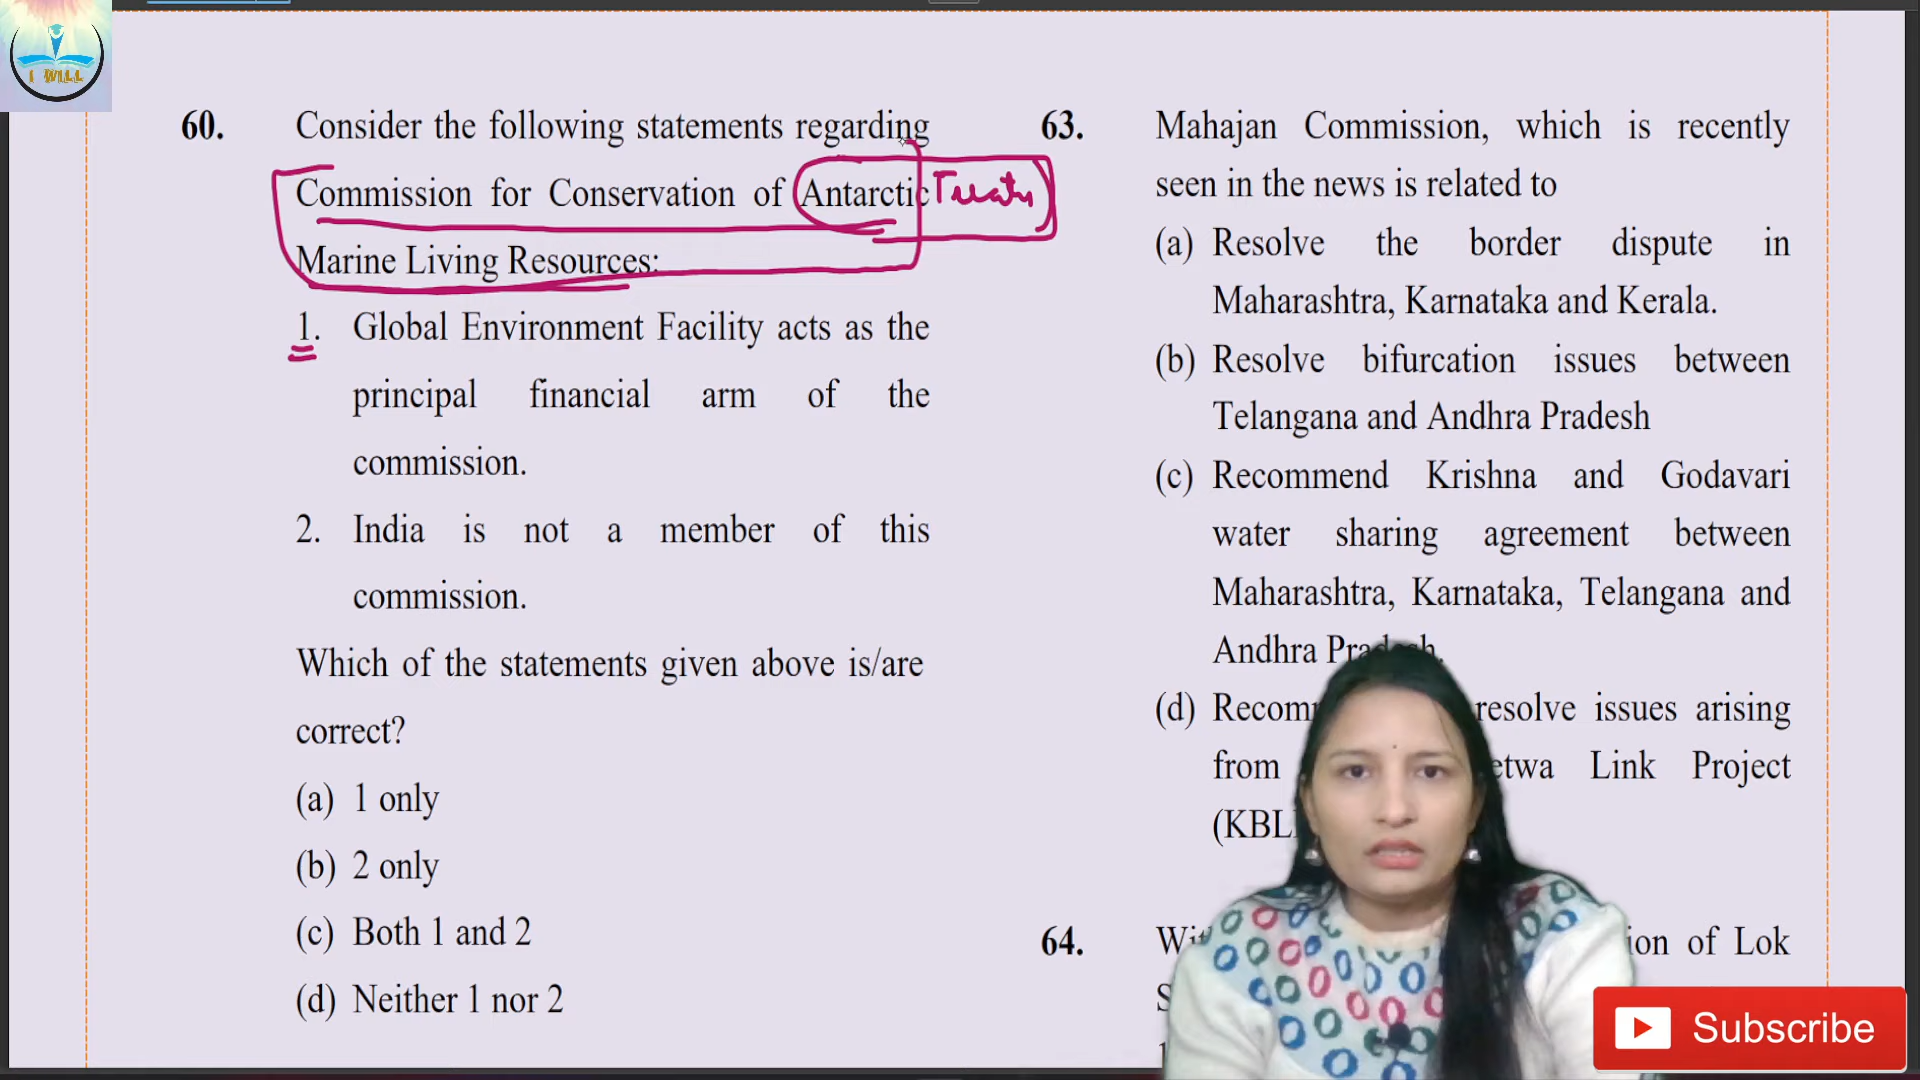 I WILL
60. Consider the following statements regarding
Commission for Conservation of Antarctic Treaty
Marine Living Resources:
1. Global Environment Facility acts as the
principal financial arm of the
commission.
2. India is not a member of this
commission.
Which of the statements given above is/are
correct?
(a) 1 only
(b) 2 only
(c) Both 1 and 2
(d) Neither 1 nor 2
63. Mahajan Commission, which is recently
seen in the news is related to
(a) Resolve the border dispute in
Maharashtra, Karnataka and Kerala.
(b) Resolve bifurcation issues between
Telangana and Andhra Pradesh
(c) Recommend Krishna and Godavari
water sharing agreement between
Maharashtra, Karnataka, Telangana and
Andhra
(d) resolve issues arising
from Link Project
64. of Lok
Subscribe